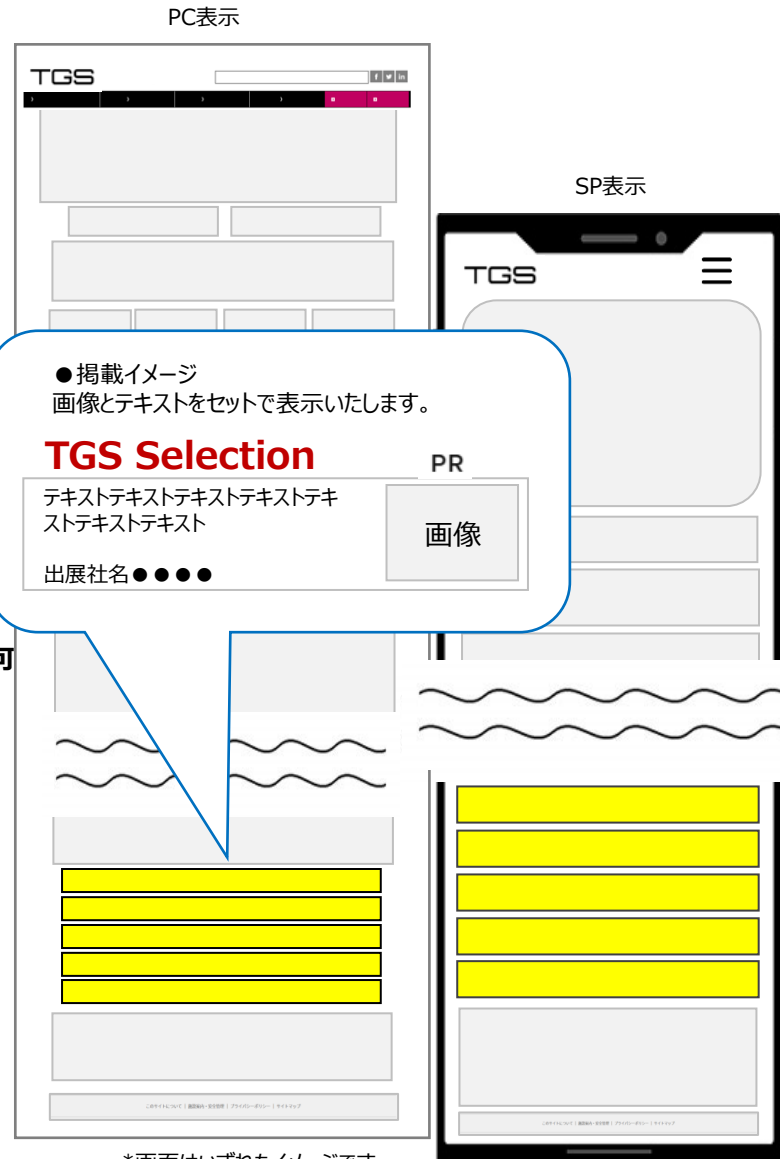 PC表示
TGS
SP表示
TGS
●掲載イメージ
画像とテキストをセットで表示いたします。
TGS Selection
PR
テキストテキストテキストテキストテキ
ストテキストテキスト
画像
出展社名●●●●
可
*画面はいずれもイメージです